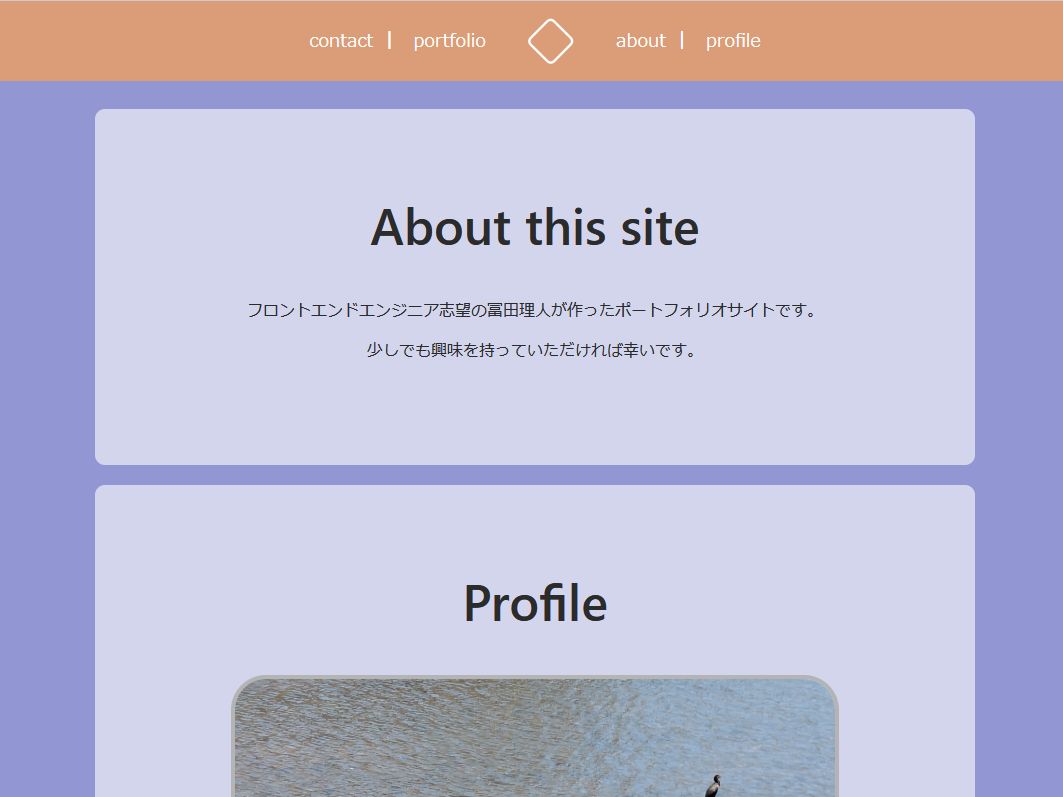 contact | portfolio about | profile
About this site
フロントエンドエンジニア志望の冨田理人が作ったポートフォリオサイトです。
少しでも興味を持っていただければ幸いです。
Profile